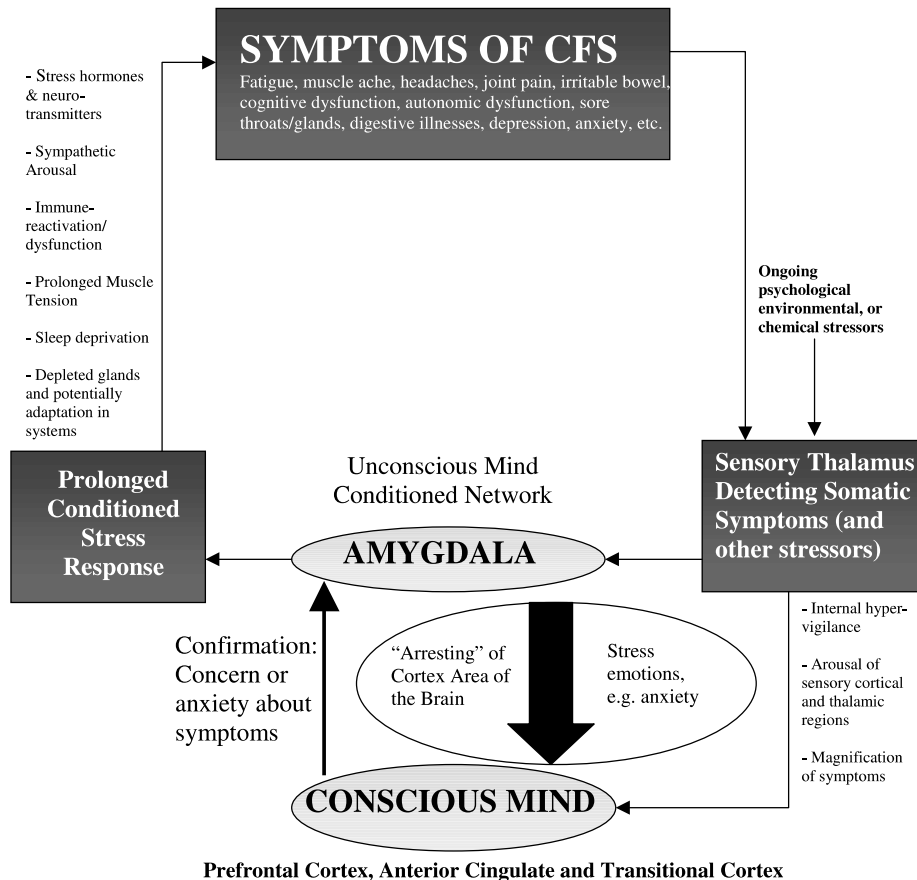 SYMPTOMS OF CFS
Fatigue, muscle ache, headaches, joint pain, irritable bowel,
cognitive dysfunction, autonomic dysfunction, sore
throats/glands, digestive illnesses, depression, anxiety, etc.
- Stress hormones
& neuro-
transmitters
- Sympathetic
Arousal
- Immune-
reactivation/
dysfunction
- Prolonged Muscle
Tension
- Sleep deprivation
- Depleted glands
and potentially
adaptation in
systems
Ongoing
psychological
environmental, or
chemical stressors
Prolonged
Conditioned
Stress
Response
Unconscious Mind
Conditioned Network
AMYGDALA
Sensory Thalamus
Detecting Somatic
Symptoms (and
other stressors)
Confirmation:
Concern or
anxiety about
symptoms
“Arresting” of
Cortex Area of
the Brain
Stress
emotions,
e.g. anxiety
- Internal hyper-
vigilance
- Arousal of
sensory cortical
and thalamic
regions
- Magnification
of symptoms
CONSCIOUS MIND
Prefrontal Cortex, Anterior Cingulate and Transitional Cortex